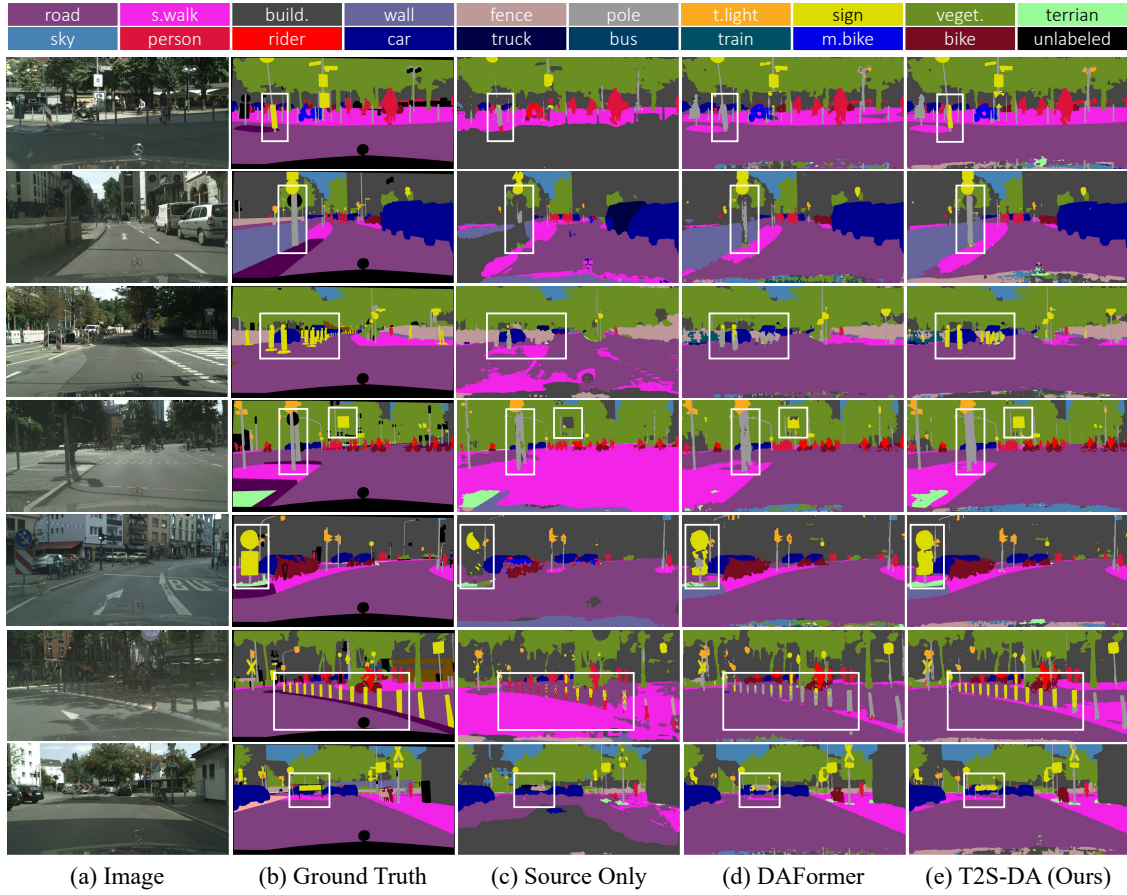 road s.walk build. wall fence pole t.light sign veget. terrian
sky person rider car truck bus train m.bike bike unlabeled
BUS
(a) Image (b) Ground Truth (c) Source Only (d) DAFormer (e) T2S-DA (Ours)